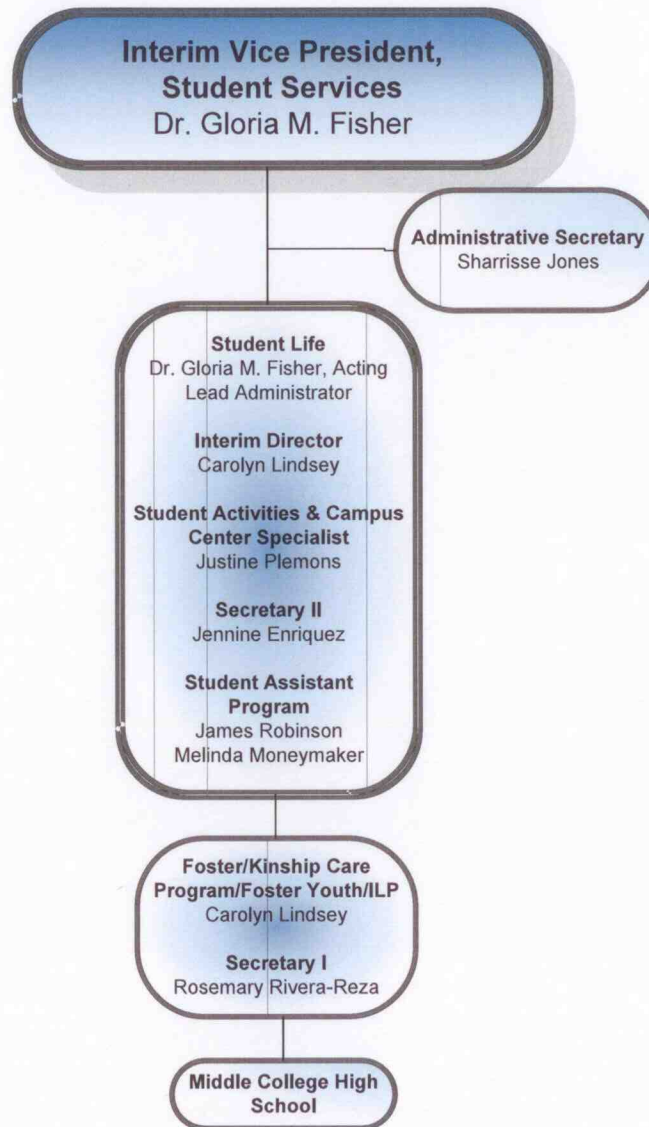 Interim Vice President,
Student Services
Dr. Gloria M. Fisher
Administrative Secretary
Sharrisse Jones
Student Life
Dr. Gloria M. Fisher, Acting
Lead Administrator
Interim Director
Carolyn Lindsey
Student Activities & Campus
Center Specialist
Justine Plemons
Secretary II
Jennine Enriquez
Student Assistant
Program
James Robinson
Melinda Moneymaker
Foster/Kinship Care
Program/Foster Youth/ILP
Carolyn Lindsey
Secretary I
Rosemary Rivera-Reza
Middle College High
School